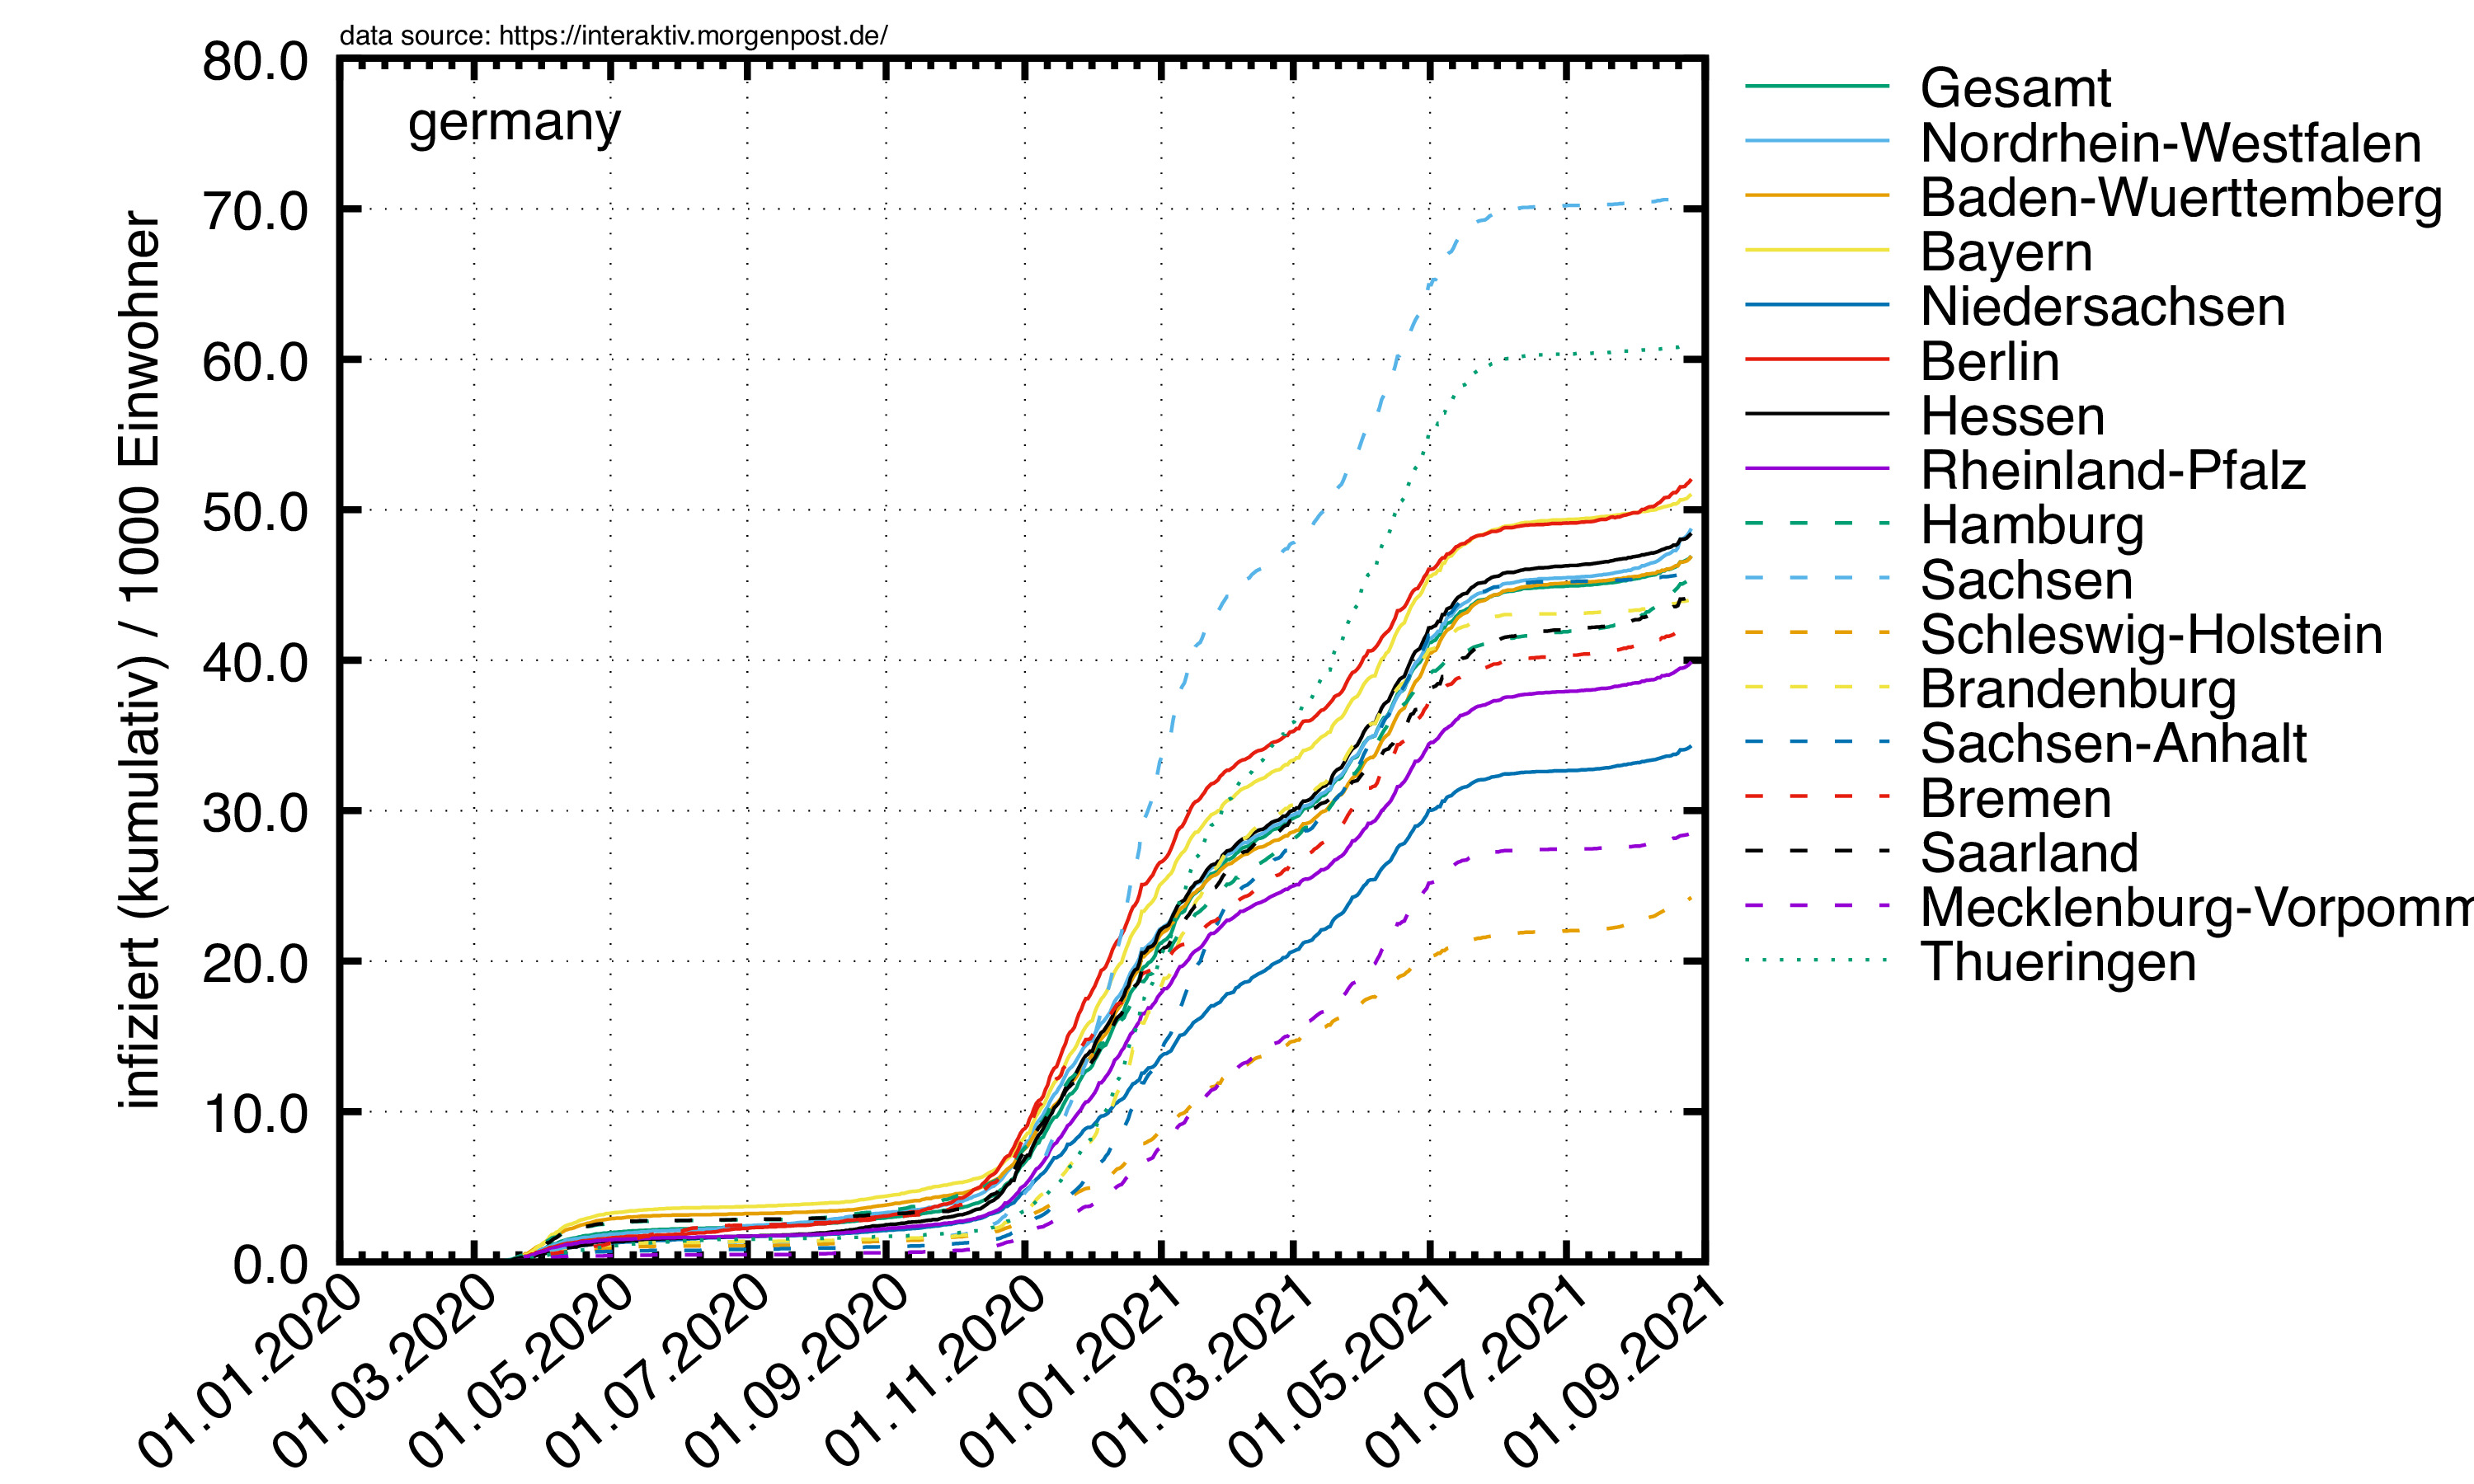 data source: https://interaktiv.morgenpost.de/
germany
infiziert (kumulativ) / 1000 Einwohner
80.0
70.0
60.0
50.0
40.0
30.0
20.0
10.0
0.0
01.01.2020
01.03.2020
01.05.2020
01.07.2020
01.09.2020
01.11.2020
01.01.2021
01.03.2021
01.05.2021
01.07.2021
01.09.2021
Gesamt
Nordrhein-Westfalen
Baden-Wuerttemberg
Bayern
Niedersachsen
Berlin
Hessen
Rheinland-Pfalz
Hamburg
Sachsen
Schleswig-Holstein
Brandenburg
Sachsen-Anhalt
Bremen
Saarland
Mecklenburg-Vorpomm
Thueringen